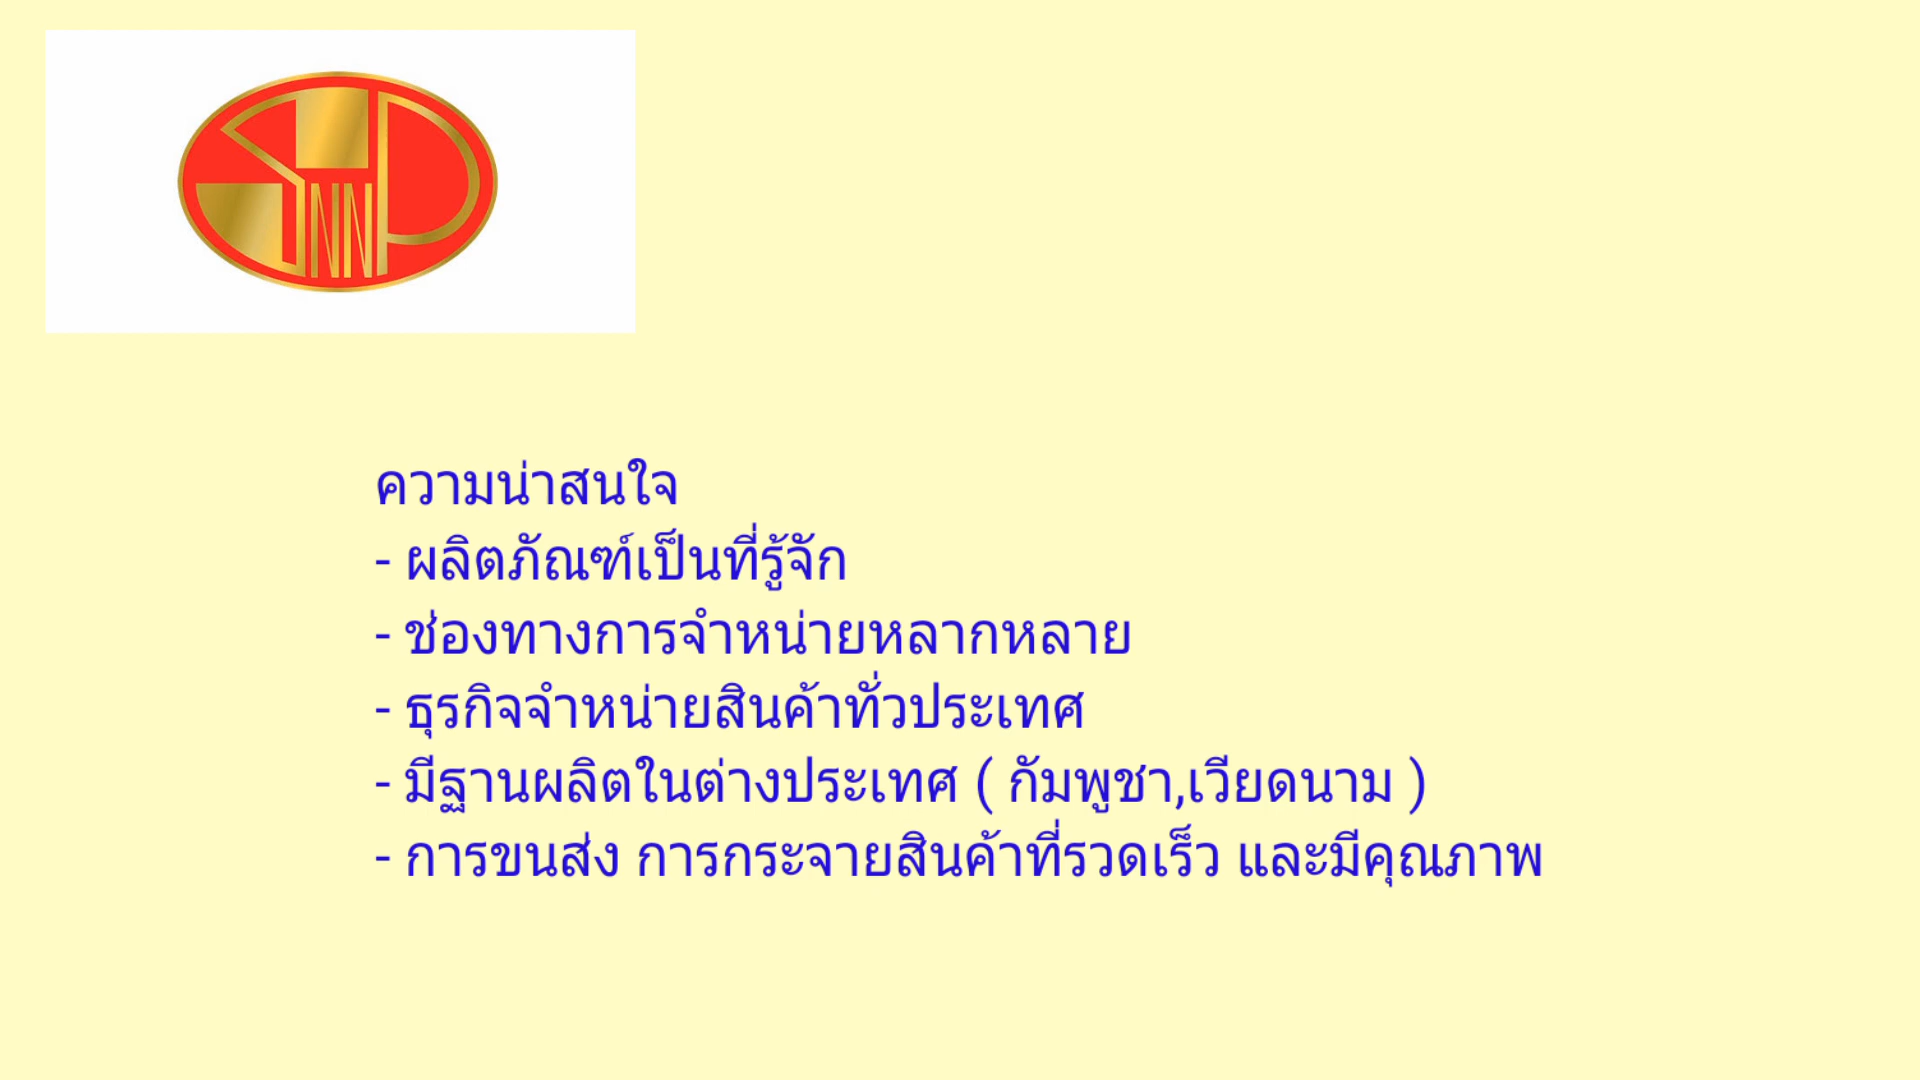 ความน่าสนใจ
- ผลิตภัณฑ์เป็นที่รู้จัก
- ช่องทางการจำหน่ายหลากหลาย
- ธุรกิจจำหน่ายสินค้าทั่วประเทศ
- มีฐานผลิตในต่างประเทศ ( กัมพูชา,เวียดนาม )
- การขนส่ง การกระจายสินค้าที่รวดเร็ว และมีคุณภาพ